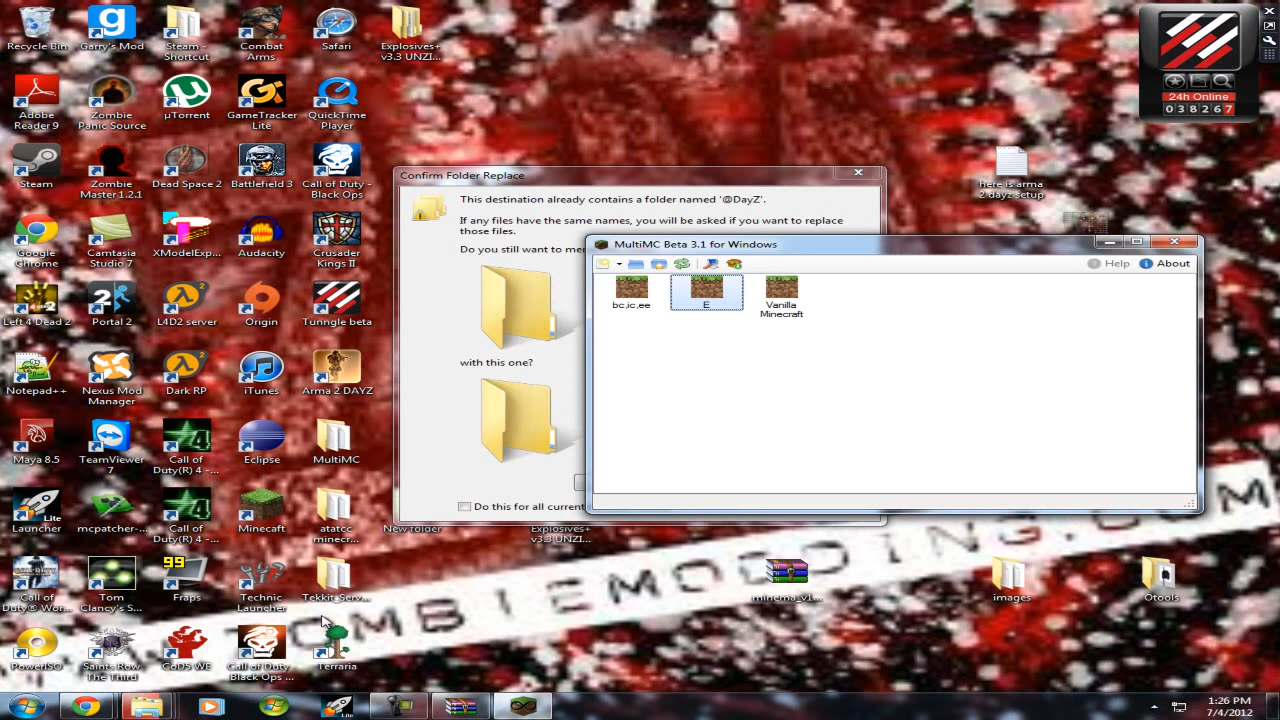 Recycle Bin
Garry's Mod
Steam -
Shortcut
Combat
Arms
Safari
Explosives+
v3.3 UNZI...
Adobe
Reader 9
Zombie
Panic Source
µTorrent
GameTracker
Lite
QuickTime
Player
Steam
Zombie
Master 1.2.1
Dead Space 2
Battlefield 3
Call of Duty -
Black Ops
Google
Chrome
Camtasia
Studio 7
XModelExp...
Audacity
Crusader
Kings II
Left 4 Dead 2
Portal 2
L4D2 server
Origin
Tunngle beta
Notepad++
Nexus Mod
Manager
Dark RP
iTunes
Arma 2 DAYZ
Maya 8.5
TeamViewer
7
Call of
Duty(R) 4 -...
Eclipse
MultiMC
Lite
Launcher
mcpatcher-...
Call of
Duty(R) 4 -...
Minecaft
atatcc
minecr...
New folder
Explosives+
v3.3 UNZI...
Call of
Duty® Wor...
Tom
Clancy's S...
99
Fraps
Technic
Launcher
Tekkit_Serv...
PowerISO
Saints Row
The Third
CoD5 WE
Call of Duty
Black Ops ...
Terraria
Confirm Folder Replace
This destination already contains a folder named '@DayZ'.
If any files have the same names, you will be asked if you want to replace
those files.
Do you still want to mer
with this one?
Do this for all current
MultiMC Beta 3.1 for Windows
Help
About
bc,ic,ee
E
Vanilla
Minecraft
24h Online
038267
here is arma
2 dayz setup
minema_v1...
images
Otools
OMBIEMODDING.COM
Lite
1:26 PM
7/4/2012